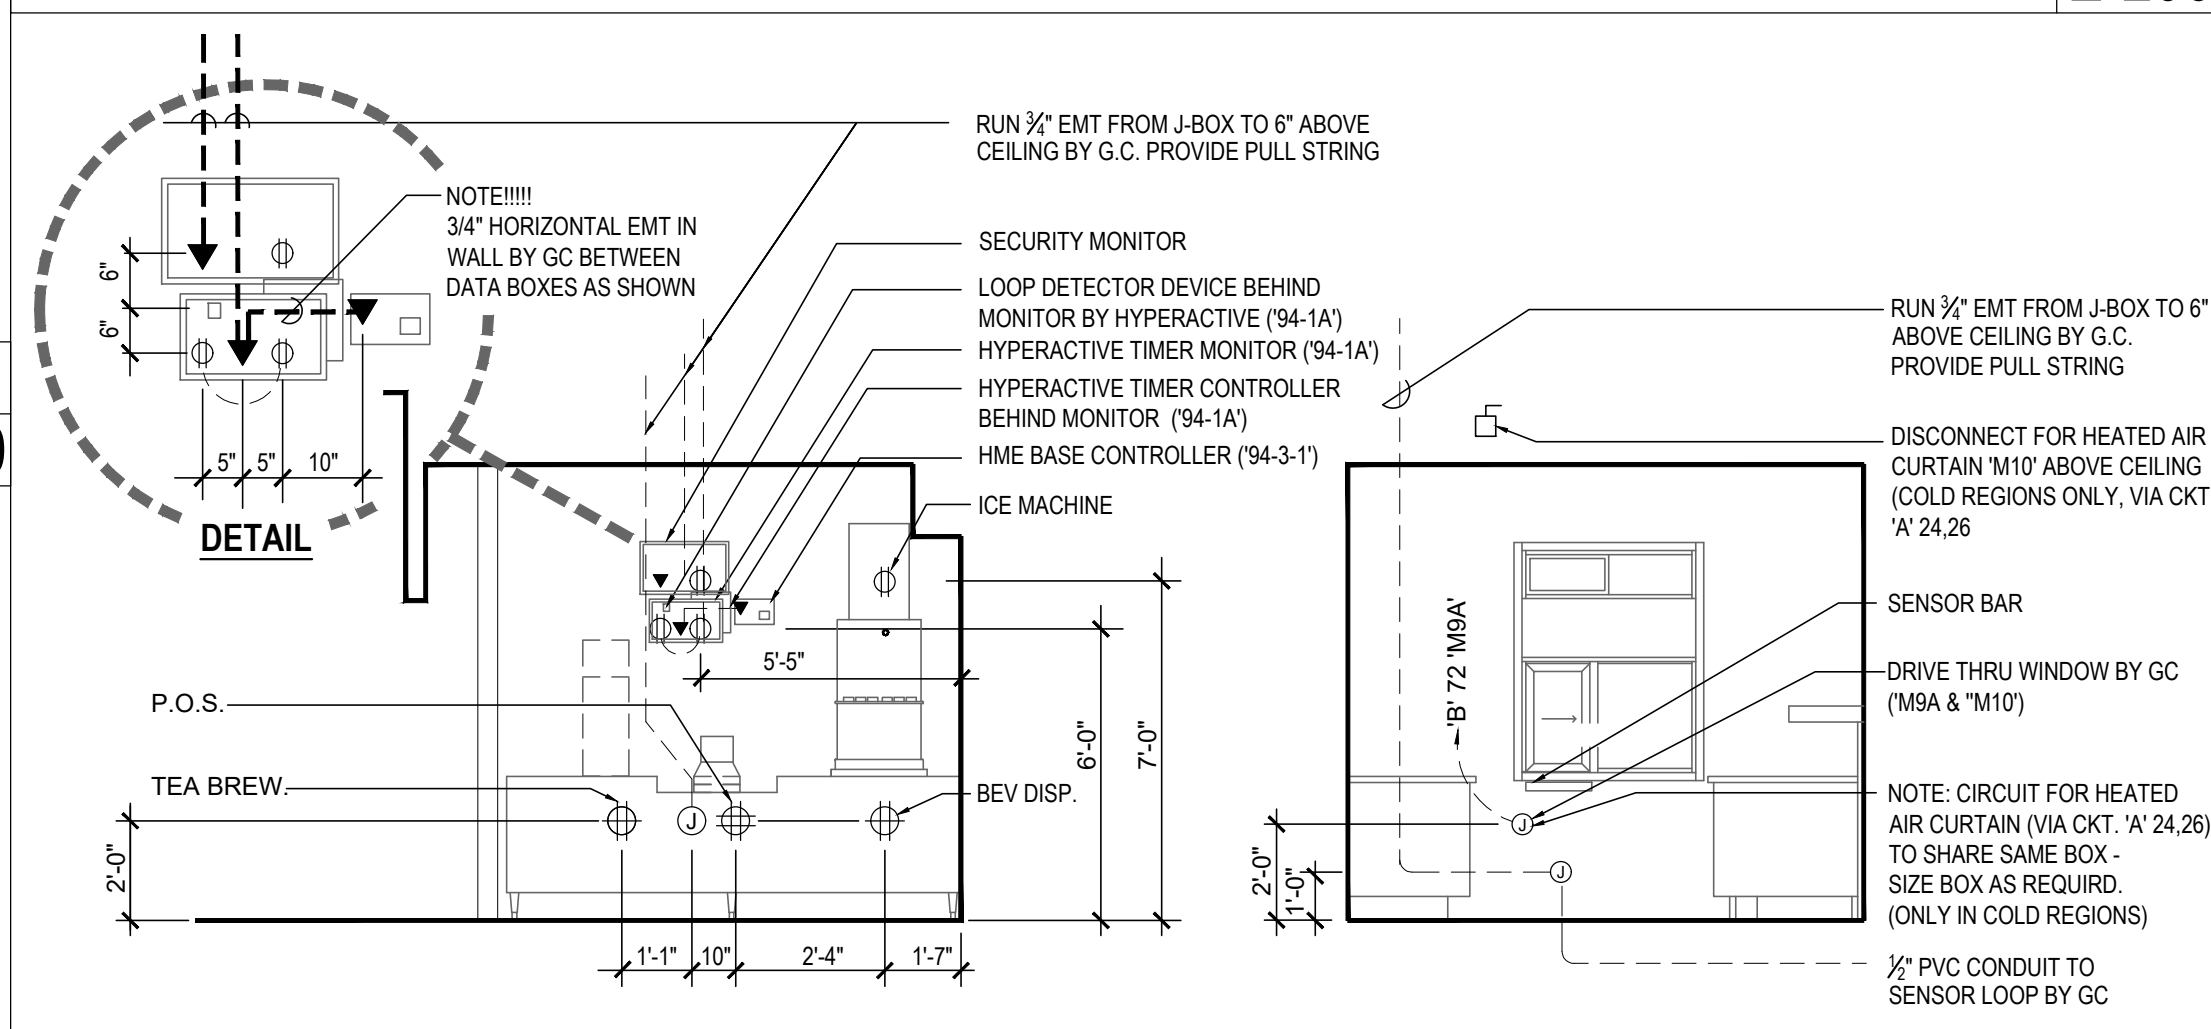 RUN 3/4" EMT FROM J-BOX TO 6" ABOVE
CEILING BY G.C. PROVIDE PULL STRING
NOTE!!!!!
3/4" HORIZONTAL EMT IN
WALL BY GC BETWEEN
DATA BOXES AS SHOWN
6"
6"
5"
5"
10"
DETAIL
SECURITY MONITOR
LOOP DETECTOR DEVICE BEHIND
MONITOR BY HYPERACTIVE ('94-1A')
HYPERACTIVE TIMER MONITOR ('94-1A')
HYPERACTIVE TIMER CONTROLLER
BEHIND MONITOR ('94-1A')
HME BASE CONTROLLER ('94-3-1')
ICE MACHINE
5'-5"
P.O.S.
TEA BREW.
J
BEV DISP.
2'-0"
6'-0"
7'-0"
1'-1"
10"
2'-4"
1'-7"
RUN 3/4" EMT FROM J-BOX TO 6"
ABOVE CEILING BY G.C.
PROVIDE PULL STRING
DISCONNECT FOR HEATED AIR
CURTAIN 'M10' ABOVE CEILING
(COLD REGIONS ONLY, VIA CKT
'A' 24,26
SENSOR BAR
'B' 72 'M9A'
DRIVE THRU WINDOW BY GC
('M9A & "M10')
J
J
2'-0"
1'-0"
NOTE: CIRCUIT FOR HEATED
AIR CURTAIN (VIA CKT. 'A' 24,26)
TO SHARE SAME BOX -
SIZE BOX AS REQUIRD.
(ONLY IN COLD REGIONS)
1/2" PVC CONDUIT TO
SENSOR LOOP BY GC